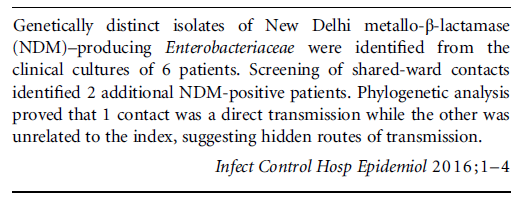 Genetically distinct isolates of New Delhi metallo-β-lactamase
(NDM)–producing Enterobacteriaceae were identified from the
clinical cultures of 6 patients. Screening of shared-ward contacts
identified 2 additional NDM-positive patients. Phylogenetic analysis
proved that 1 contact was a direct transmission while the other was
unrelated to the index, suggesting hidden routes of transmission.
Infect Control Hosp Epidemiol 2016;1–4